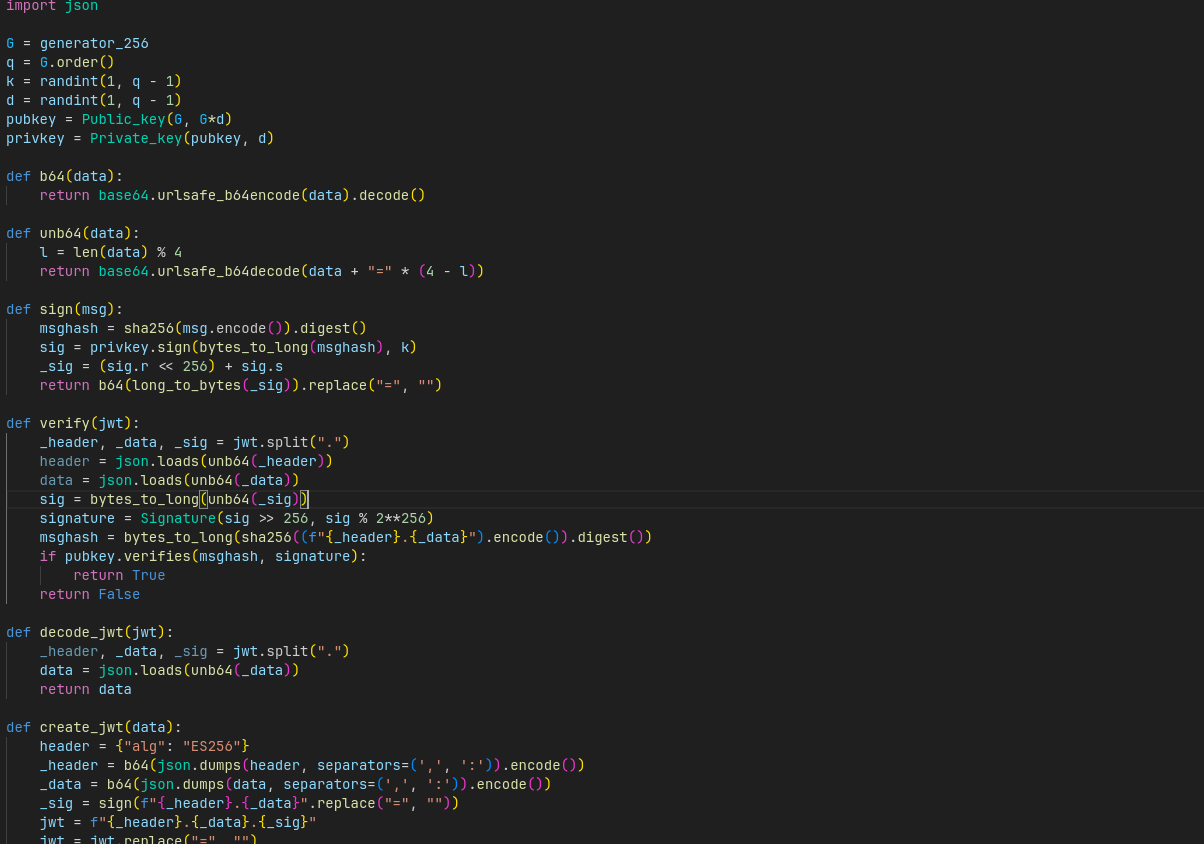 import json
G = generator_256
q = G.order()
k = randint(1, q - 1)
d = randint(1, q - 1)
pubkey = Public_key(G, G*d)
privkey = Private_key(pubkey, d)
def b64(data):
    return base64.urlsafe_b64encode(data).decode()
def unb64(data):
    l = len(data) % 4
    return base64.urlsafe_b64decode(data + "=" * (4 - l))
def sign(msg):
    msghash = sha256(msg.encode()).digest()
    sig = privkey.sign(bytes_to_long(msghash), k)
    _sig = (sig.r << 256) + sig.s
    return b64(long_to_bytes(_sig)).replace("=", "")
def verify(jwt):
    _header, _data, _sig = jwt.split(".")
    header = json.loads(unb64(_header))
    data = json.loads(unb64(_data))
    sig = bytes_to_long(unb64(_sig))
    signature = Signature(sig >> 256, sig % 2**256)
    msghash = bytes_to_long(sha256((f"{_header}.{_data}").encode()).digest())
    if pubkey.verifies(msghash, signature):
        return True
    return False
def decode_jwt(jwt):
    _header, _data, _sig = jwt.split(".")
    data = json.loads(unb64(_data))
    return data
def create_jwt(data):
    header = {"alg": "ES256"}
    _header = b64(json.dumps(header, separators=(',', ':')).encode())
    _data = b64(json.dumps(data, separators=(',', ':')).encode())
    _sig = sign(f"{_header}.{_data}".replace("=", ""))
    jwt = f"{_header}.{_data}.{_sig}"
    jwt = jwt.replace("=", "")